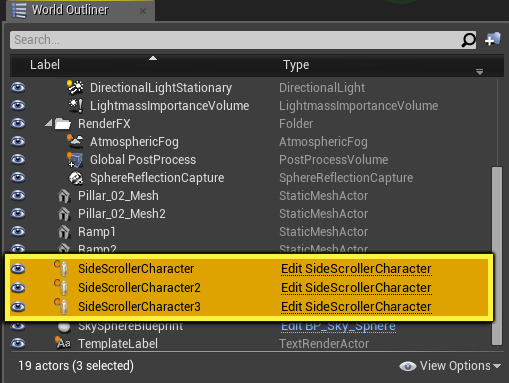 World Outliner
Search...
Label Type
DirectionalLightStationary DirectionalLight
LightmassImportanceVolume LightmassImportanceVolume
RenderFX Folder
AtmosphericFog AtmosphericFog
Global PostProcess PostProcessVolume
SphereReflectionCapture SphereReflectionCapture
Pillar_02_Mesh StaticMeshActor
Pillar_02_Mesh2 StaticMeshActor
Ramp1 StaticMeshActor
Ramp2 StaticMeshActor
SideScrollerCharacter Edit SideScrollerCharacter
SideScrollerCharacter2 Edit SideScrollerCharacter
SideScrollerCharacter3 Edit SideScrollerCharacter
SkySphereBlueprint Edit BP_Sky_Sphere
TemplateLabel TextRenderActor
19 actors (3 selected) View Options